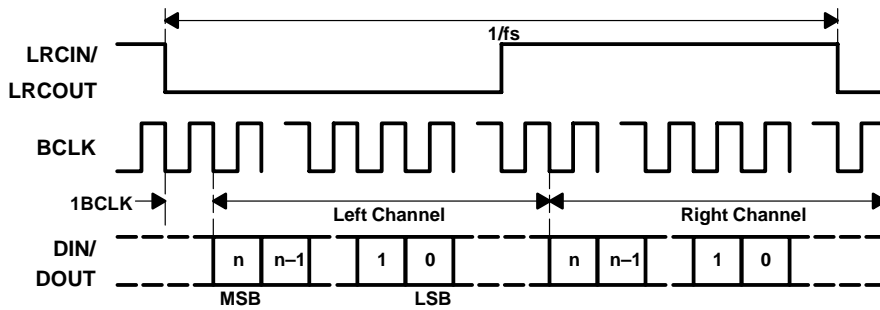 1/fs
LRCIN/
LRCOUT
BCLK
1BCLK
Left Channel
Right Channel
DIN/
DOUT
n n–1 1 0 n n–1 1 0
MSB LSB